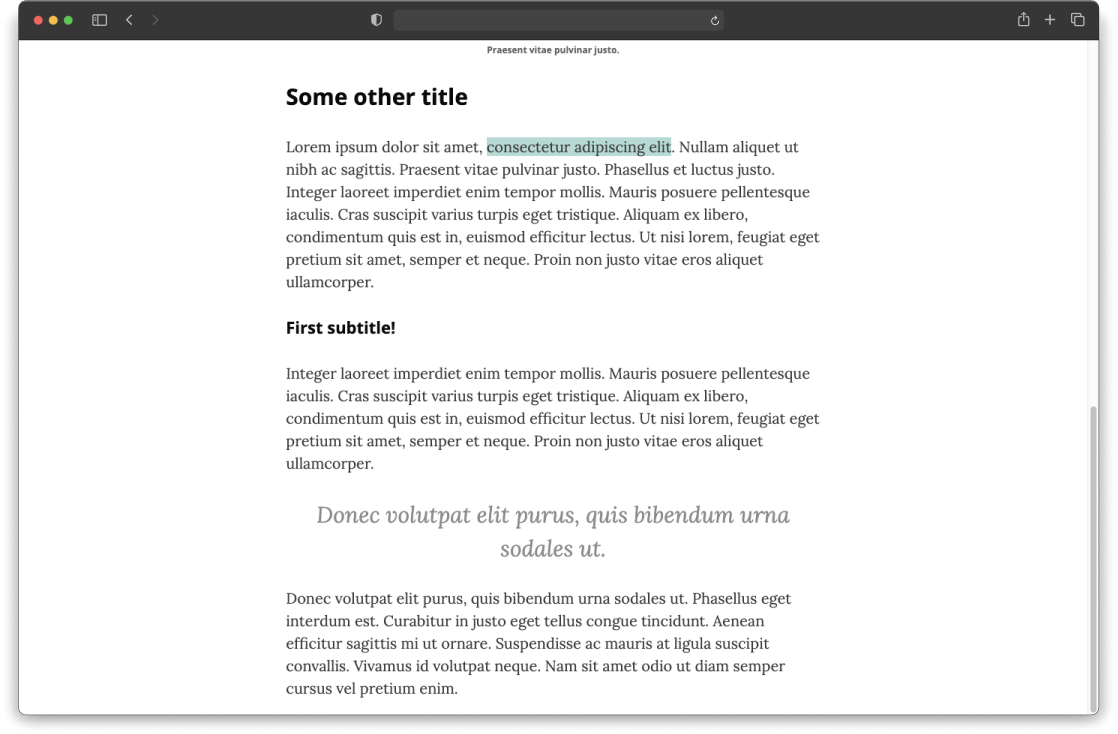 Praesent vitae pulvinar justo.
Some other title
Lorem ipsum dolor sit amet, consectetur adipiscing elit. Nullam aliquet ut
nibh ac sagittis. Praesent vitae pulvinar justo. Phasellus et luctus justo.
Integer laoreet imperdiet enim tempor mollis. Mauris posuere pellentesque
iaculis. Cras suscipit varius turpis eget tristique. Aliquam ex libero,
condimentum quis est in, euismod efficitur lectus. Ut nisi lorem, feugiat eget
pretium sit amet, semper et neque. Proin non justo vitae eros aliquet
ullamcorper.
First subtitle!
Integer laoreet imperdiet enim tempor mollis. Mauris posuere pellentesque
iaculis. Cras suscipit varius turpis eget tristique. Aliquam ex libero,
condimentum quis est in, euismod efficitur lectus. Ut nisi lorem, feugiat eget
pretium sit amet, semper et neque. Proin non justo vitae eros aliquet
ullamcorper.
Donec volutpat elit purus, quis bibendum urna
sodales ut.
Donec volutpat elit purus, quis bibendum urna sodales ut. Phasellus eget
interdum est. Curabitur in justo eget tellus congue tincidunt. Aenean
efficitur sagittis mi ut ornare. Suspendisse ac mauris at ligula suscipit
convallis. Vivamus id volutpat neque. Nam sit amet odio ut diam semper
cursus vel pretium enim.